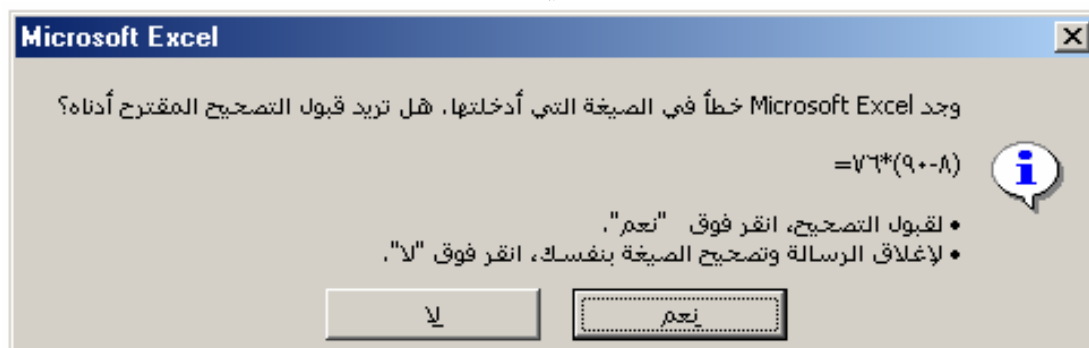 Microsoft Excel
وجد Microsoft Excel خطأ في الصيغة التي أدخلتها. هل تريد قبول التصحيح المقترح أدناه؟
=٧٦*(٩٠-٨)
• لقبول التصحيح، انقر فوق "نعم".
• لإغلاق الرسالة وتصحيح الصيغة بنفسك، انقر فوق "لا".
نعم
لا